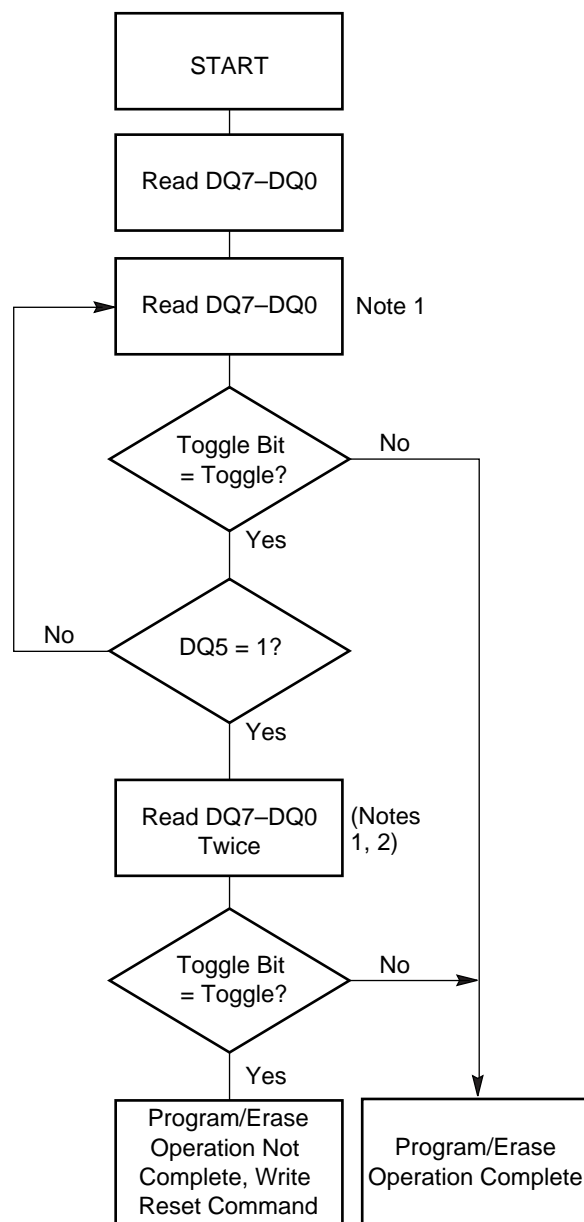 START
Read DQ7–DQ0
Read DQ7–DQ0
Note 1
Toggle Bit
= Toggle?
No
Yes
No
DQ5 = 1?
Yes
Read DQ7–DQ0
Twice
(Notes
1, 2)
Toggle Bit
= Toggle?
No
Yes
Program/Erase
Operation Not
Complete, Write
Reset Command
Program/Erase
Operation Complete